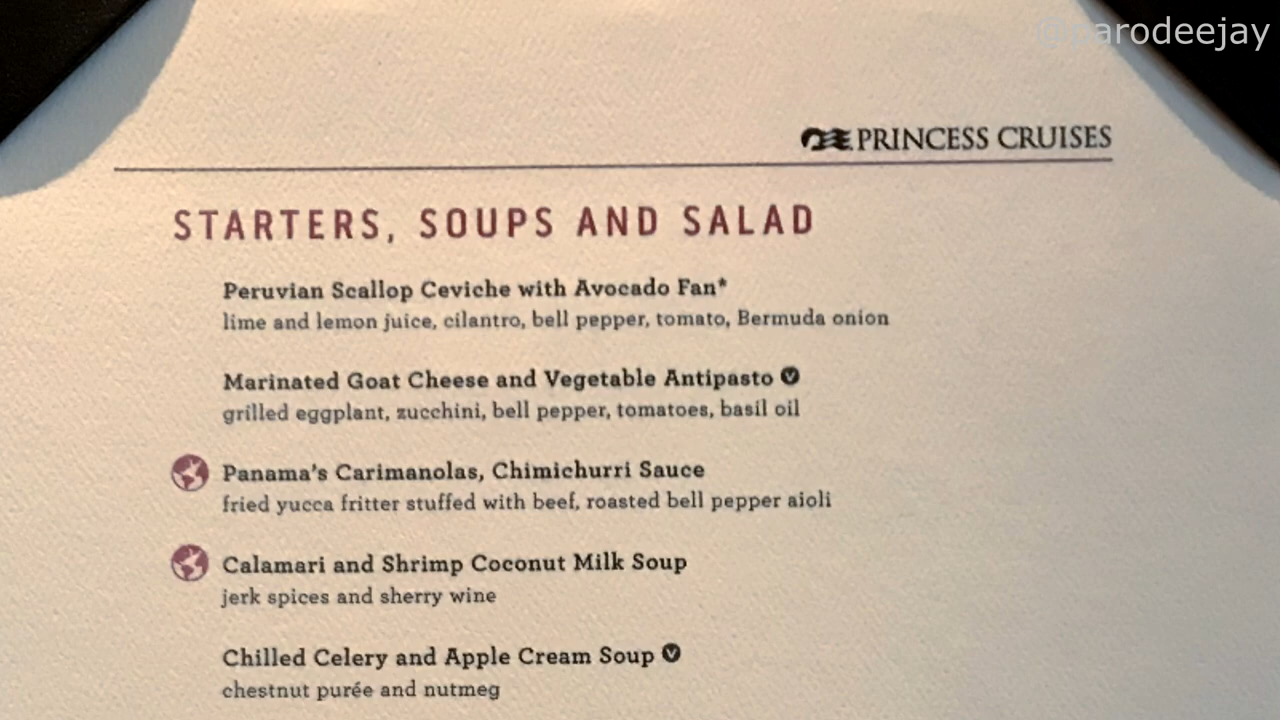 @parodeejay
PRINCESS CRUISES
STARTERS, SOUPS AND SALAD
Peruvian Scallop Ceviche with Avocado Fan*
lime and lemon juice, cilantro, bell pepper, tomato, Bermuda onion
Marinated Goat Cheese and Vegetable Antipasto V
grilled eggplant, zucchini, bell pepper, tomatoes, basil oil
Panama's Carimanolas, Chimichurri Sauce
fried yucca fritter stuffed with beef, roasted bell pepper aioli
Calamari and Shrimp Coconut Milk Soup
jerk spices and sherry wine
Chilled Celery and Apple Cream Soup V
chestnut purée and nutmeg